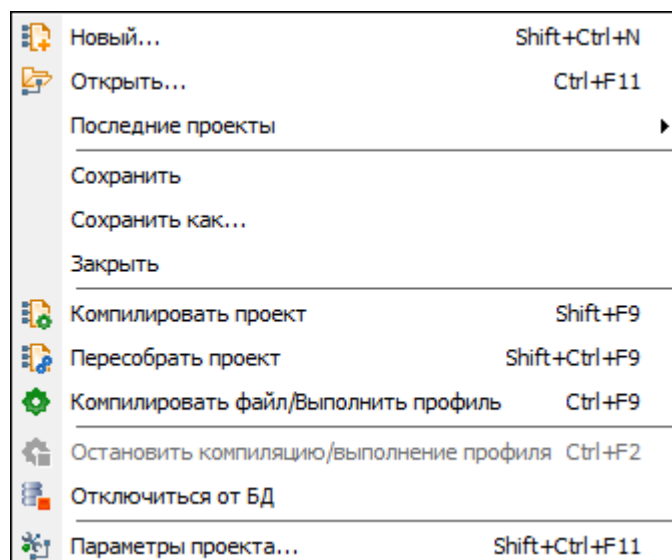 Новый... Shift+Ctrl+N
Открыть... Ctrl+F11
Последние проекты
Сохранить
Сохранить как...
Закрыть
Компилировать проект Shift+F9
Пересобрать проект Shift+Ctrl+F9
Компилировать файл/Выполнить профиль Ctrl+F9
Остановить компиляцию/выполнение профиля Ctrl+F2
Отключиться от БД
Параметры проекта... Shift+Ctrl+F11